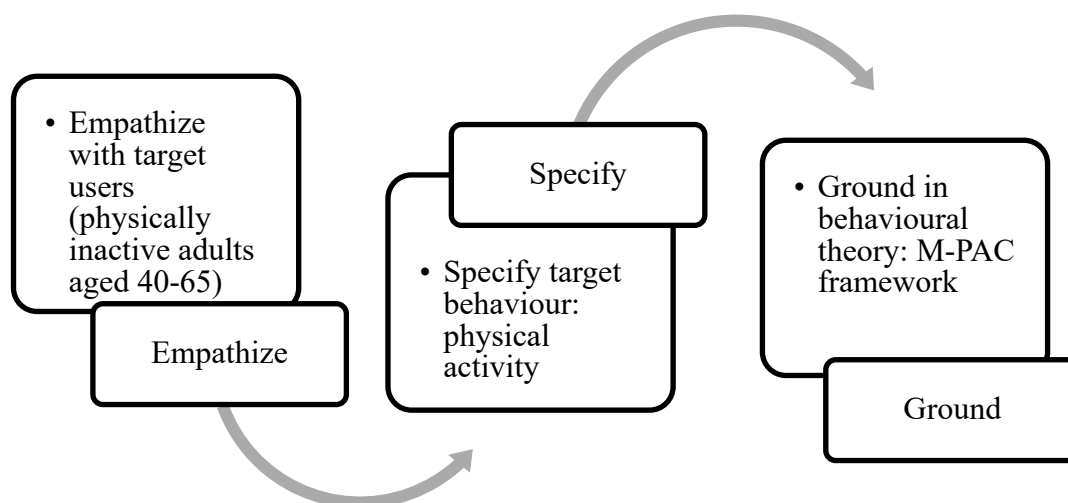 • Empathize
with target
users
(physically
inactive adults
aged 40-65)
Empathize
Specify
• Specify target
behaviour:
physical
activity
• Ground in
behavioural
theory: M-PAC
framework
Ground